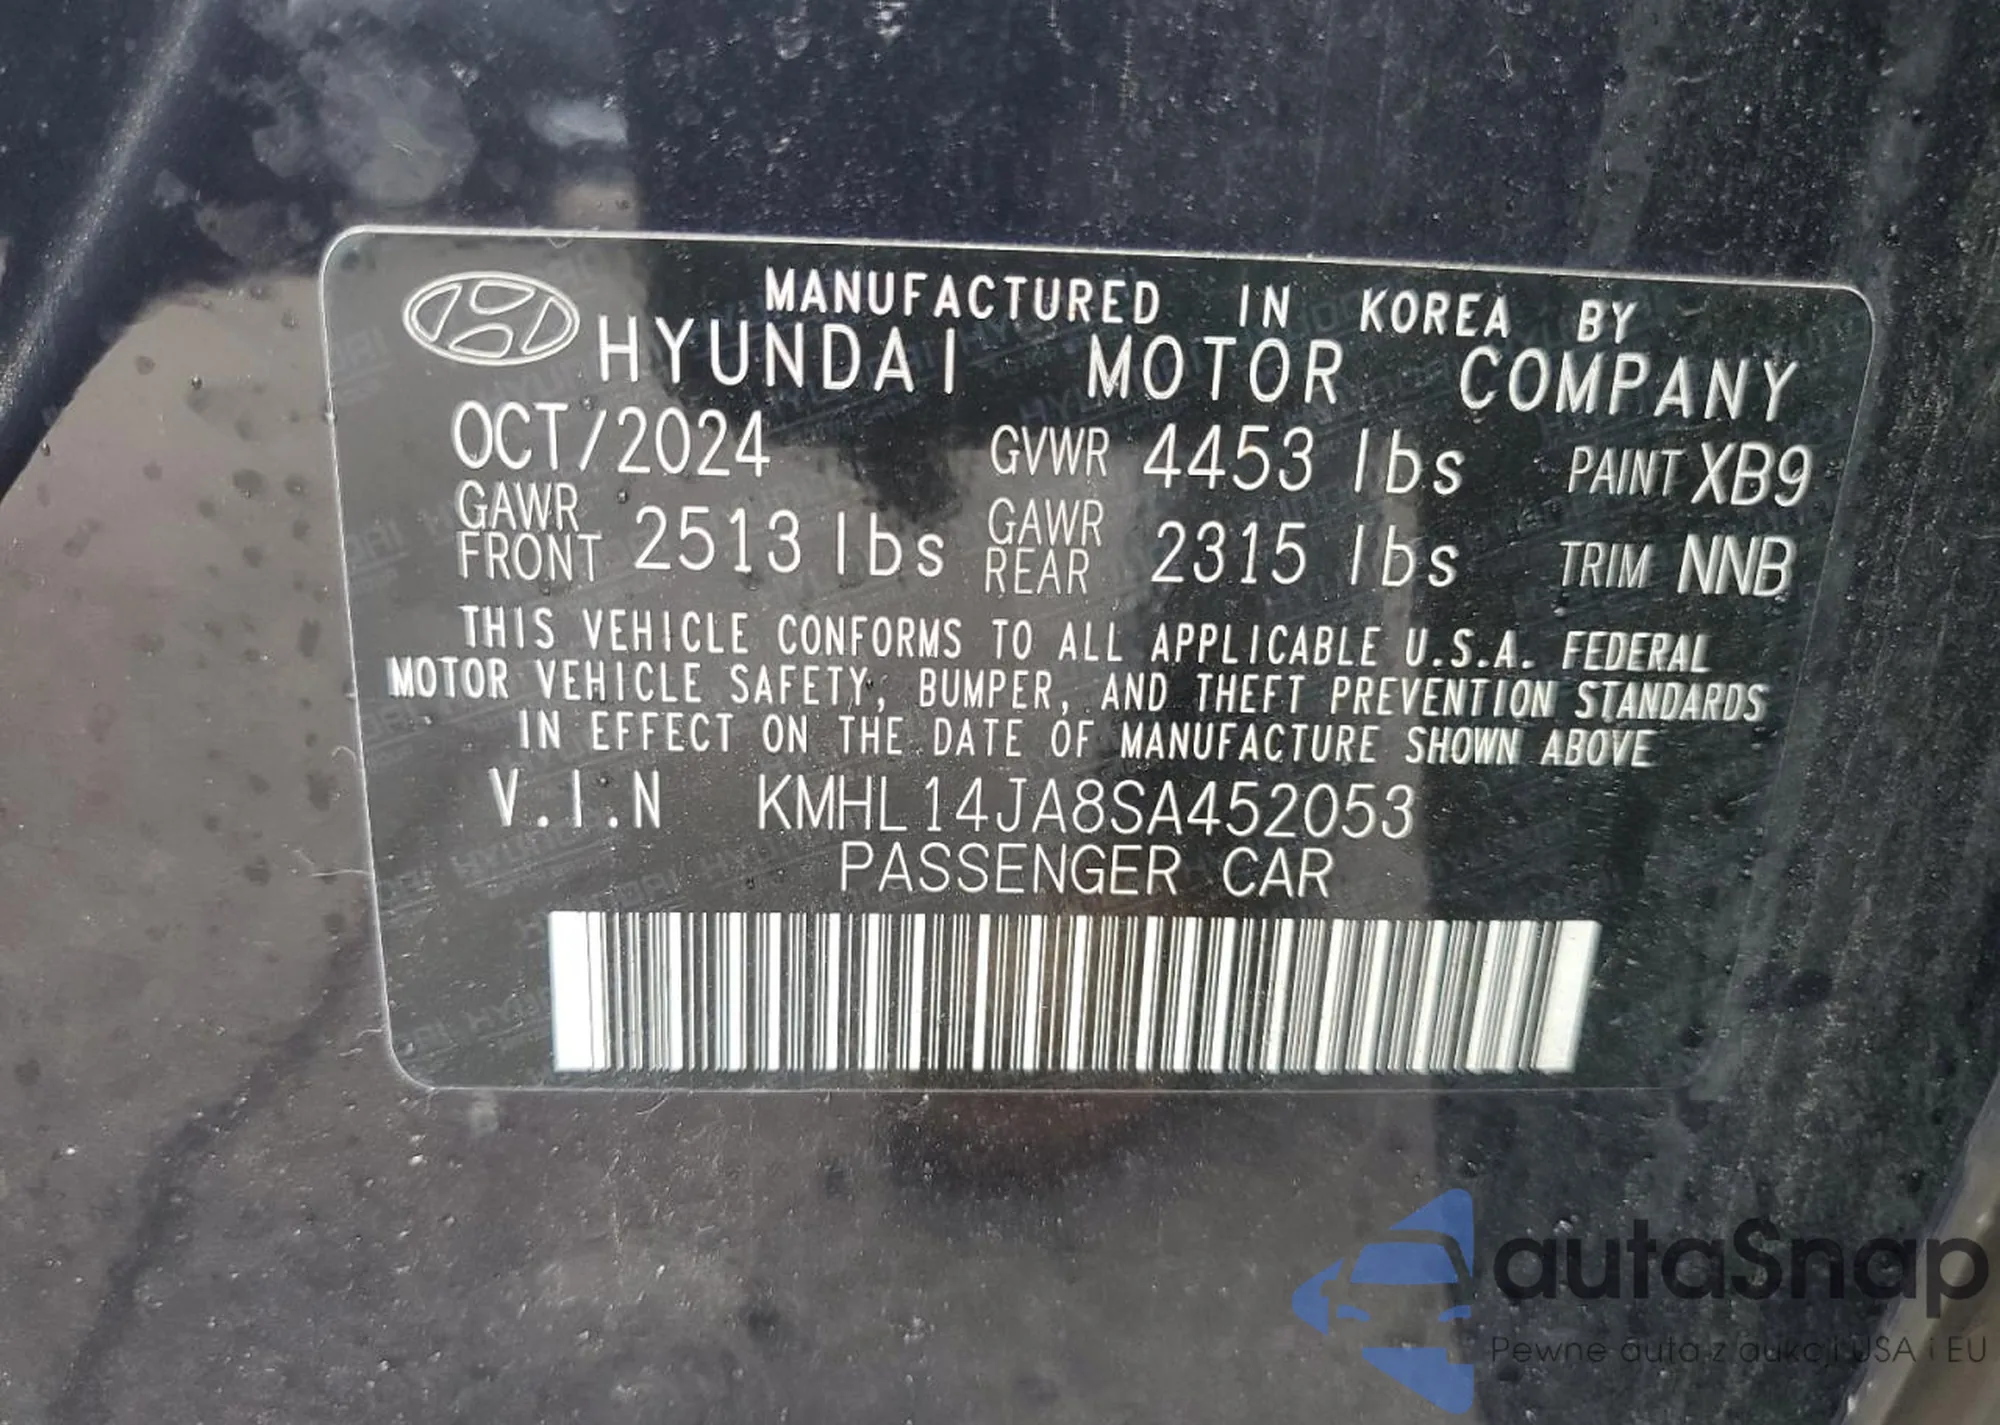 MANUFACTURED IN KOREA BY
HYUNDAI MOTOR COMPANY
OCT/2024 GVWR 4453 lbs PAINT XB9
GAWR FRONT 2513 lbs GAWR REAR 2315 lbs TRIM NNB
THIS VEHICLE CONFORMS TO ALL APPLICABLE U.S.A. FEDERAL
MOTOR VEHICLE SAFETY, BUMPER, AND THEFT PREVENTION STANDARDS
IN EFFECT ON THE DATE OF MANUFACTURE SHOWN ABOVE
V.I.N KMHL14JA8SA452053
PASSENGER CAR
autaSnap
Pewne auta z aukcji USA i EU